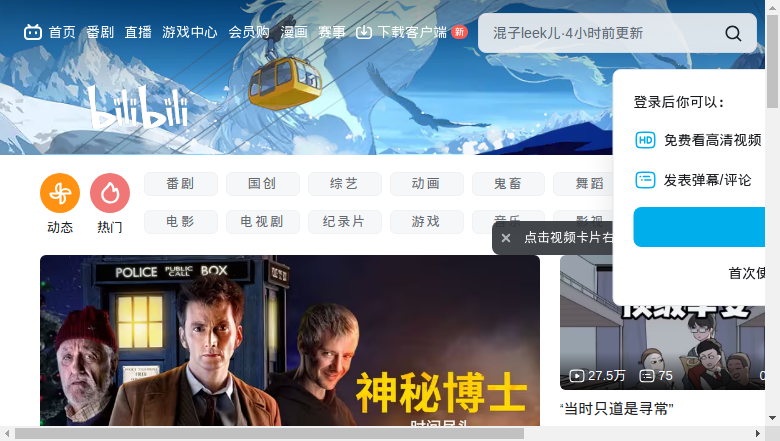 首页 番剧 直播 游戏中心 会员购 漫画 赛事 下载客户端 新
混子leek儿·4小时前更新
bilibili
登录后你可以：
HD 免费看高清视频
发表弹幕/评论
首次使
动态
热门
番剧 国创 综艺 动画 鬼畜 舞蹈
电影 电视剧 纪录片 游戏 音乐 影视
点击视频卡片右
POLICE PUBLIC CALL BOX
神秘博士
时间尽头
27.5万 75
“当时只道是寻常”